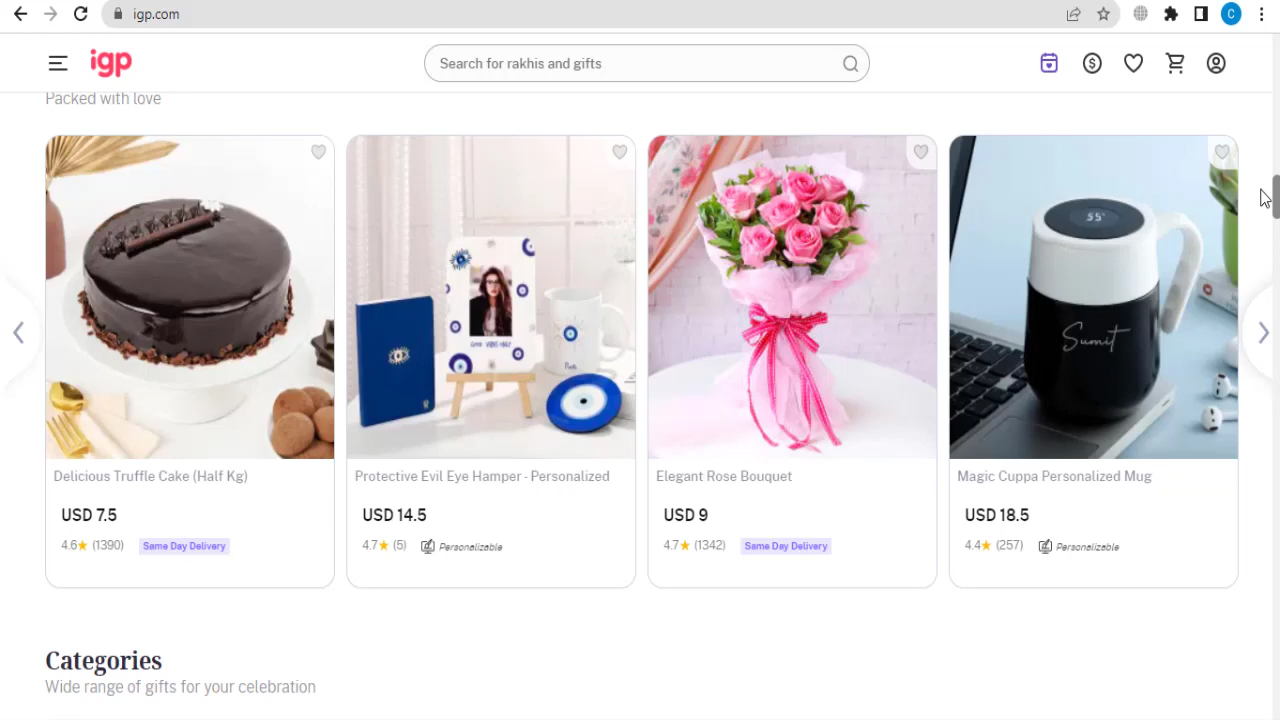 igp.com
C
igp
Search for rakhis and gifts
Packed with love
55°
Sumit
Delicious Truffle Cake (Half Kg)
Protective Evil Eye Hamper - Personalized
Elegant Rose Bouquet
Magic Cuppa Personalized Mug
USD 7.5
USD 14.5
USD 9
USD 18.5
4.6★ (1390) Same Day Delivery
4.7★ (5) Personalizable
4.7★ (1342) Same Day Delivery
4.4★ (257) Personalizable
Categories
Wide range of gifts for your celebration